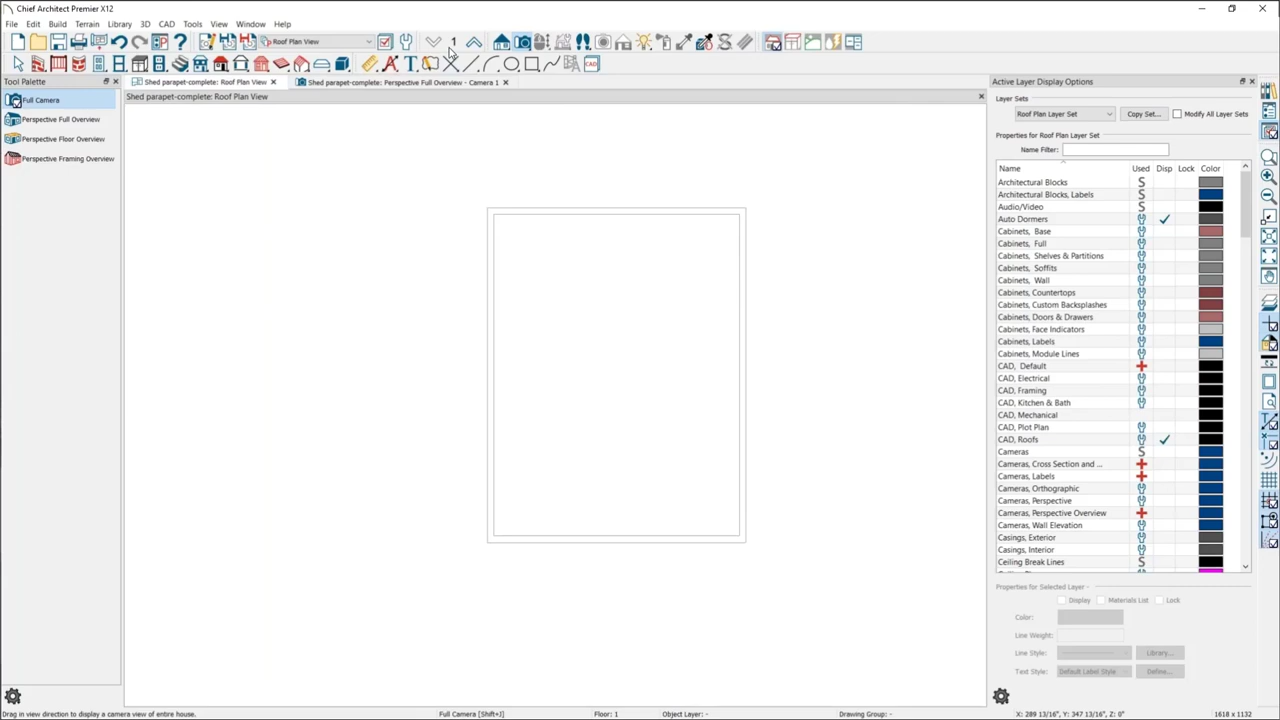 Chief Architect Premier X12
File Edit Build Terrain Library 3D CAD Tools View Window Help
Roof Plan View
1
Tool Palette
Shed parapet-complete: Roof Plan View
Shed parapet-complete: Perspective Full Overview - Camera 1
Active Layer Display Options
Shed parapet-complete: Roof Plan View
Full Camera
Perspective Full Overview
Perspective Floor Overview
Perspective Framing Overview
Layer Sets
Roof Plan Layer Set
Copy Set...
Modify All Layer Sets
Properties for Roof Plan Layer Set
Name Filter:
Name Used Disp Lock Color
Architectural Blocks S
Architectural Blocks, Labels S
Audio/Video S
Auto Dormers
Cabinets, Base
Cabinets, Full
Cabinets, Shelves & Partitions
Cabinets, Soffits
Cabinets, Wall
Cabinets, Countertops
Cabinets, Custom Backsplashes
Cabinets, Doors & Drawers
Cabinets, Face Indicators
Cabinets, Labels
Cabinets, Module Lines
CAD, Default
CAD, Electrical
CAD, Framing
CAD, Kitchen & Bath
CAD, Mechanical
CAD, Plot Plan
CAD, Roofs
Cameras S
Cameras, Cross Section and ...
Cameras, Labels
Cameras, Orthographic
Cameras, Perspective
Cameras, Perspective Overview
Cameras, Wall Elevation
Casings, Exterior
Casings, Interior
Ceiling Break Lines S
Properties for Selected Layer -
Display Materials List Lock
Color:
Line Weight:
Line Style:
Library...
Text Style:
Default Label Style
Define...
Drag in view direction to display a camera view of entire house.
Full Camera [Shift+J]
Floor: 1
Object Layer: -
Drawing Group: -
X: 289 13/16", Y: 347 13/16", Z: 0"
1618 x 1132